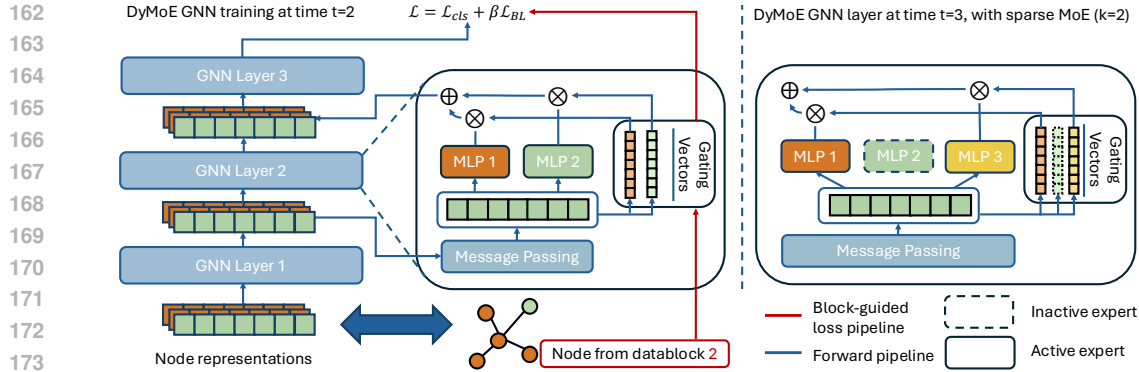 162
163
164
165
166
167
168
169
170
171
172
173
DyMoE GNN training at time t=2
ℒ = ℒ_cls + βℒ_BL
GNN Layer 3
GNN Layer 2
GNN Layer 1
Node representations
MLP 1
MLP 2
Gating
Vectors
Message Passing
Node from datablock 2
DyMoE GNN layer at time t=3, with sparse MoE (k=2)
MLP 1
MLP 2
MLP 3
Gating
Vectors
Message Passing
Block-guided
loss pipeline
Forward pipeline
Inactive expert
Active expert